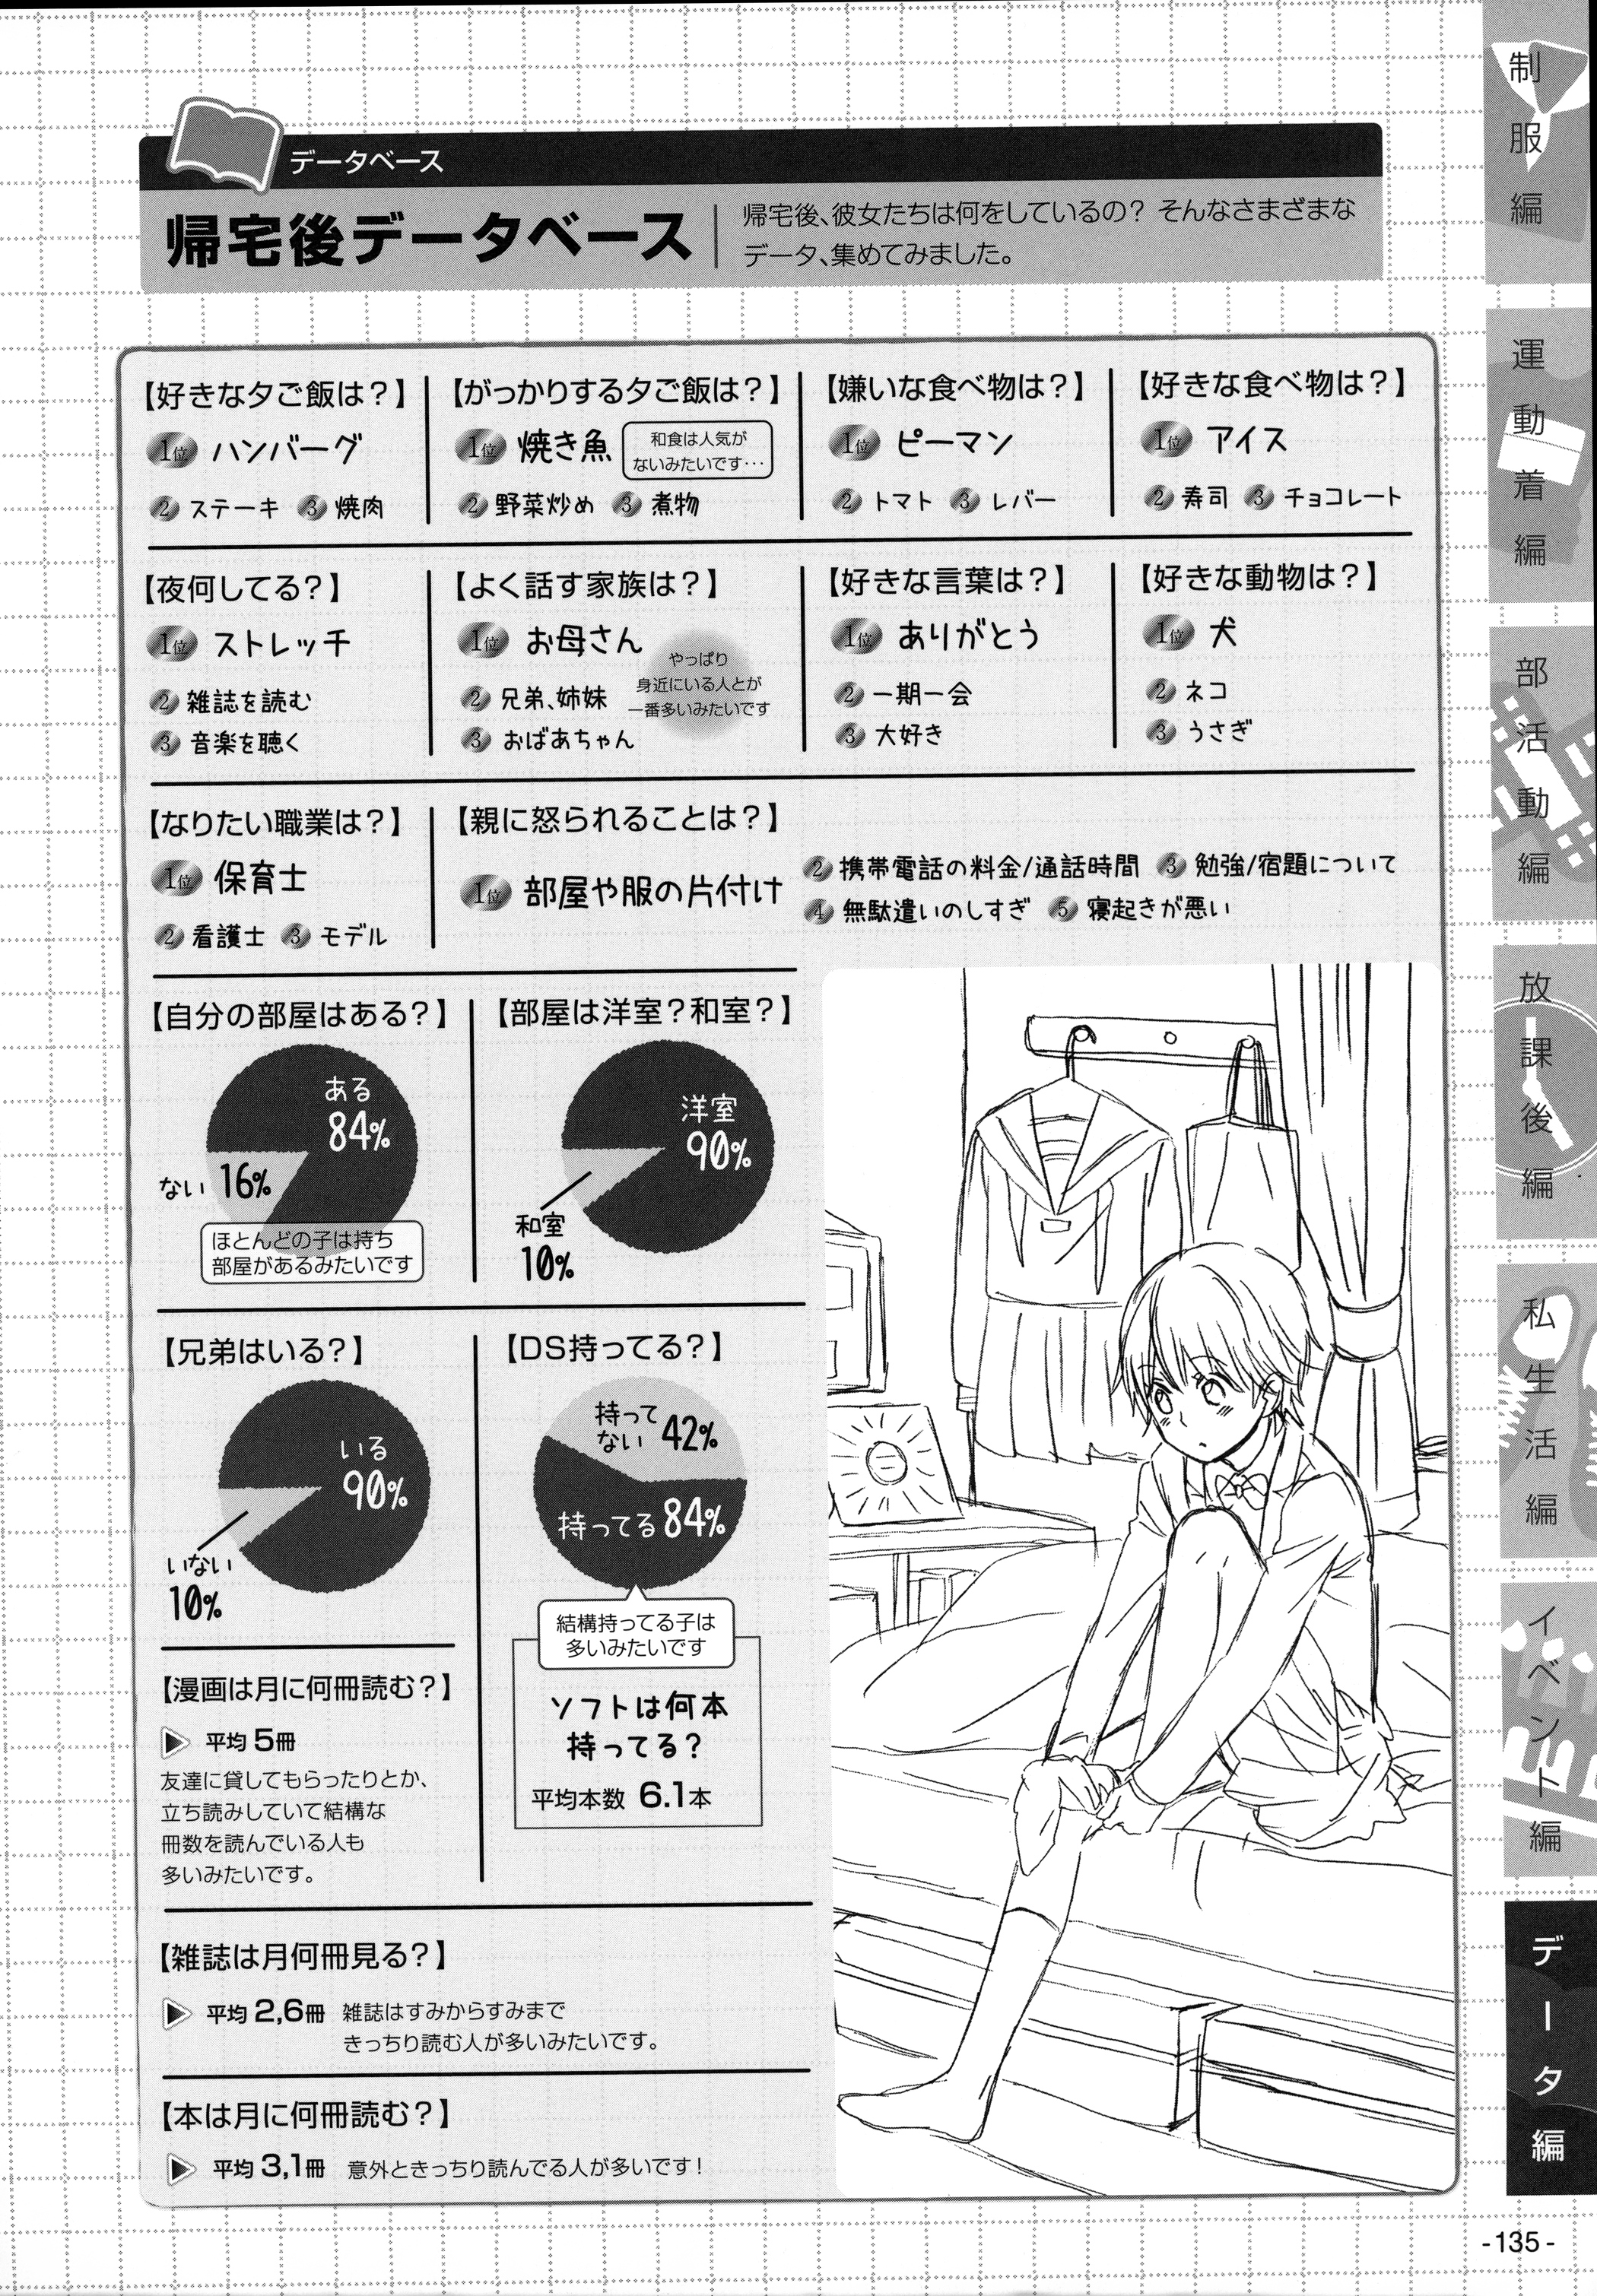 データベース
帰宅後データベース
帰宅後、彼女たちは何をしているの？ そんなさまざまな
データ、集めてみました。
【好きな夕ご飯は？】
1位 ハンバーグ
2 ステーキ 3 焼肉
【がっかりする夕ご飯は？】
1位 焼き魚
和食は人気が
ないみたいです…
2 野菜炒め 3 煮物
【嫌いな食べ物は？】
1位 ピーマン
2 トマト 3 レバー
【好きな食べ物は？】
1位 アイス
2 寿司 3 チョコレート
【夜何してる？】
1位 ストレッチ
2 雑誌を読む
3 音楽を聴く
【よく話す家族は？】
1位 お母さん
2 兄弟、姉妹
3 おばあちゃん
やっぱり
身近にいる人とが
一番多いみたいです
【好きな言葉は？】
1位 ありがとう
2 一期一会
3 大好き
【好きな動物は？】
1位 犬
2 ネコ
3 うさぎ
【なりたい職業は？】
1位 保育士
2 看護士 3 モデル
【親に怒られることは？】
1位 部屋や服の片付け
2 携帯電話の料金/通話時間 3 勉強/宿題について
4 無駄遣いのしすぎ 5 寝起きが悪い
【自分の部屋はある？】
ある
84%
ない 16%
ほとんどの子は持ち
部屋があるみたいです
【部屋は洋室？和室？】
洋室
90%
和室
10%
【兄弟はいる？】
いる
90%
いない
10%
【DS持ってる？】
持って
ない 42%
持ってる 84%
結構持ってる子は
多いみたいです
ソフトは何本
持ってる？
平均本数 6.1本
【漫画は月に何冊読む？】
平均 5冊
友達に貸してもらったりとか、
立ち読みしていて結構な
冊数を読んでいる人も
多いみたいです。
【雑誌は月何冊見る？】
平均 2,6冊 雑誌はすみからすみまで
きっちり読む人が多いみたいです。
【本は月に何冊読む？】
平均 3,1冊 意外ときっちり読んでる人が多いです！
制服編
運動着編
部活動編
放課後編
私生活編
イベント編
データ編
-135-